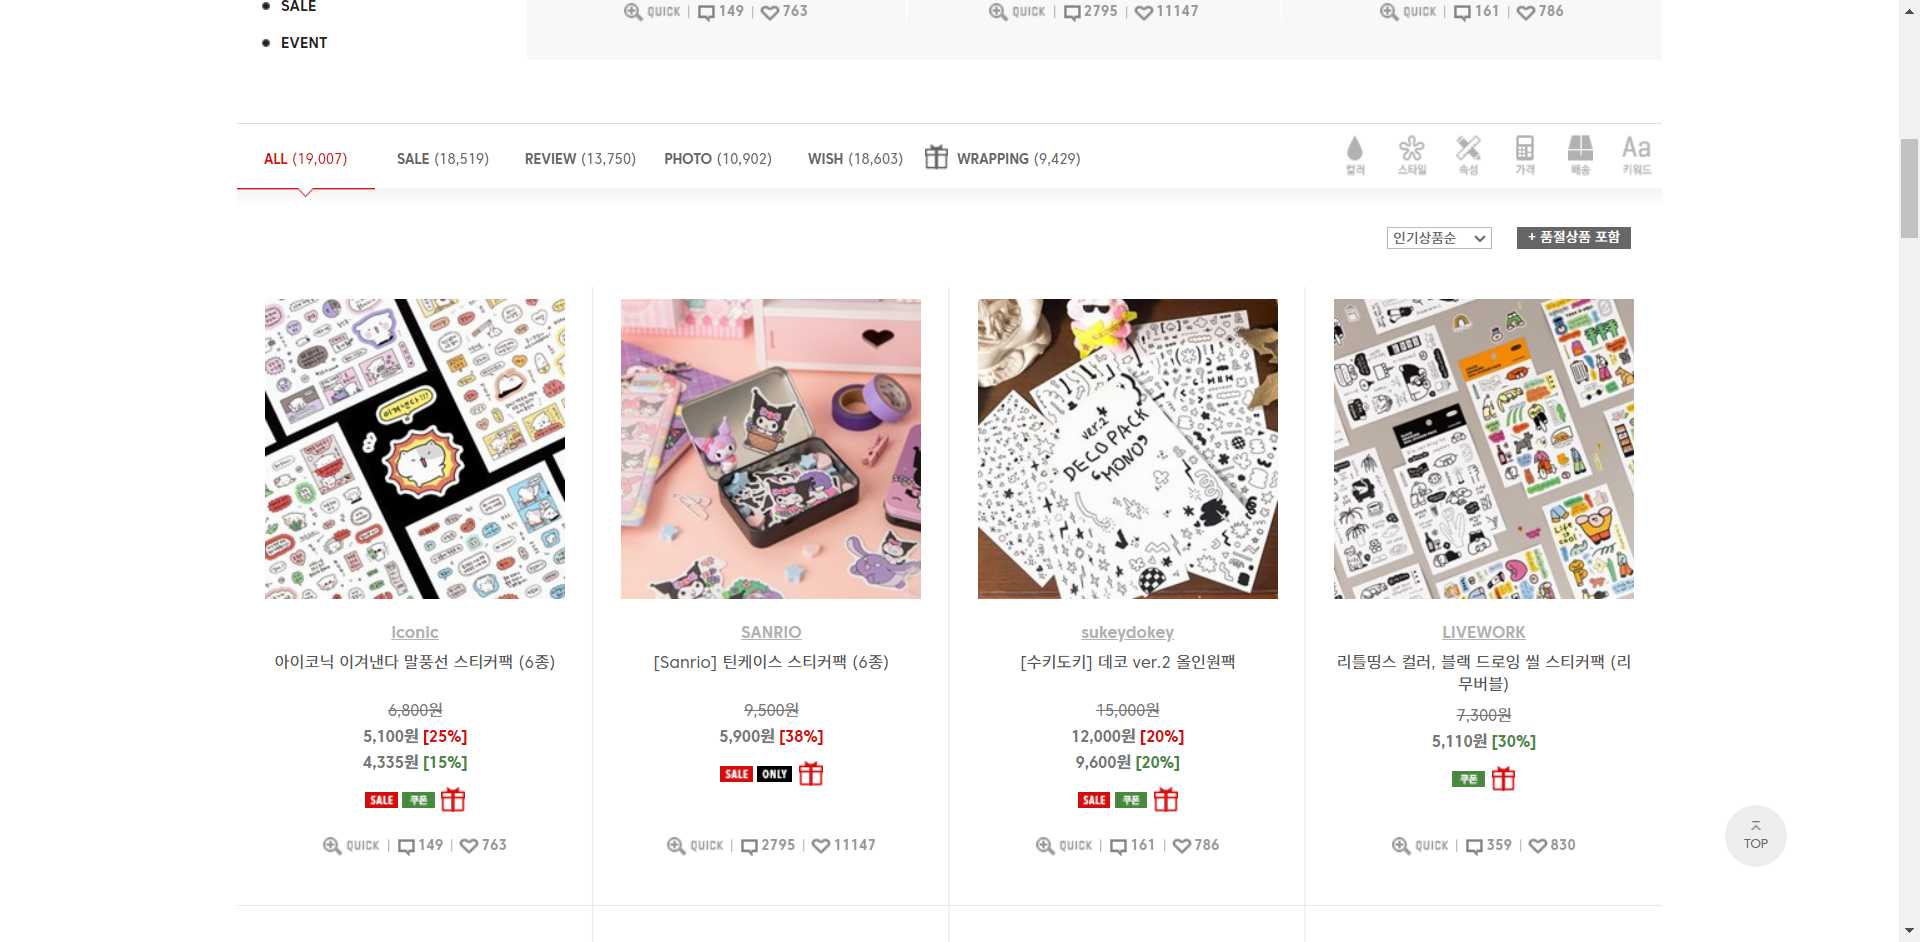 SALE
EVENT
QUICK 149 763
QUICK 2795 11147
QUICK 161 786
ALL (19,007)
SALE (18,519)
REVIEW (13,750)
PHOTO (10,902)
WISH (18,603)
WRAPPING (9,429)
컬러
스타일
속성
가격
배송
Aa
키워드
인기상품순
+ 품절상품 포함
이겨낸다!!!
ver.2
DECO PACK
"MONO"
iconic
아이코닉 이겨낸다 말풍선 스티커팩 (6종)
6,800원
5,100원 [25%]
4,335원 [15%]
SALE 쿠폰
QUICK 149 763
SANRIO
[Sanrio] 틴케이스 스티커팩 (6종)
9,500원
5,900원 [38%]
SALE ONLY
QUICK 2795 11147
sukeydokey
[수키도키] 데코 ver.2 올인원팩
15,000원
12,000원 [20%]
9,600원 [20%]
SALE 쿠폰
QUICK 161 786
LIVEWORK
리틀띵스 컬러, 블랙 드로잉 씰 스티커팩 (리
무버블)
7,300원
5,110원 [30%]
쿠폰
QUICK 359 830
TOP